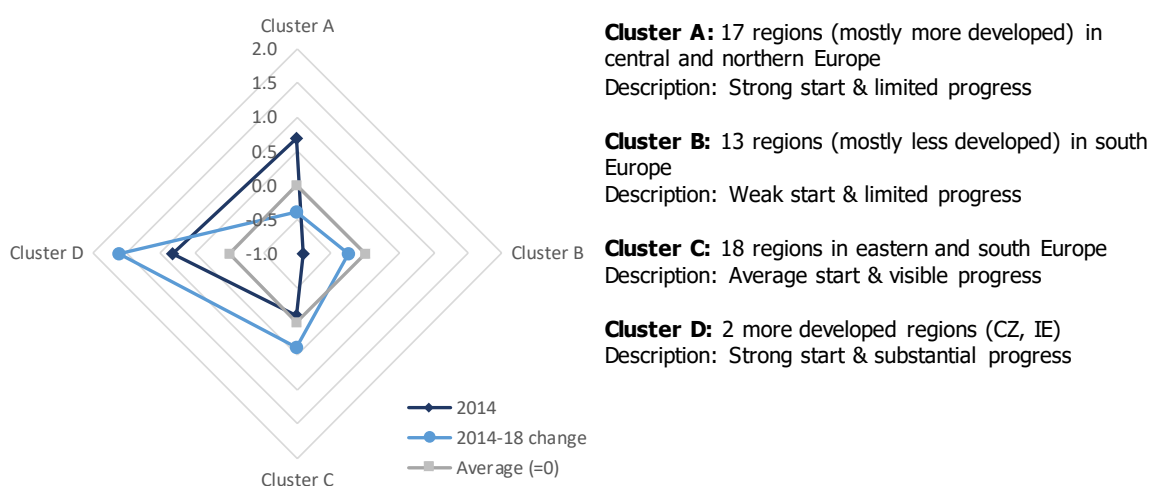 Cluster A
2.0
1.5
1.0
0.5
0.0
-0.5
-1.0
Cluster D
Cluster B
Cluster C
2014
2014-18 change
Average (=0)
Cluster A: 17 regions (mostly more developed) in
central and northern Europe
Description: Strong start & limited progress
Cluster B: 13 regions (mostly less developed) in south
Europe
Description: Weak start & limited progress
Cluster C: 18 regions in eastern and south Europe
Description: Average start & visible progress
Cluster D: 2 more developed regions (CZ, IE)
Description: Strong start & substantial progress